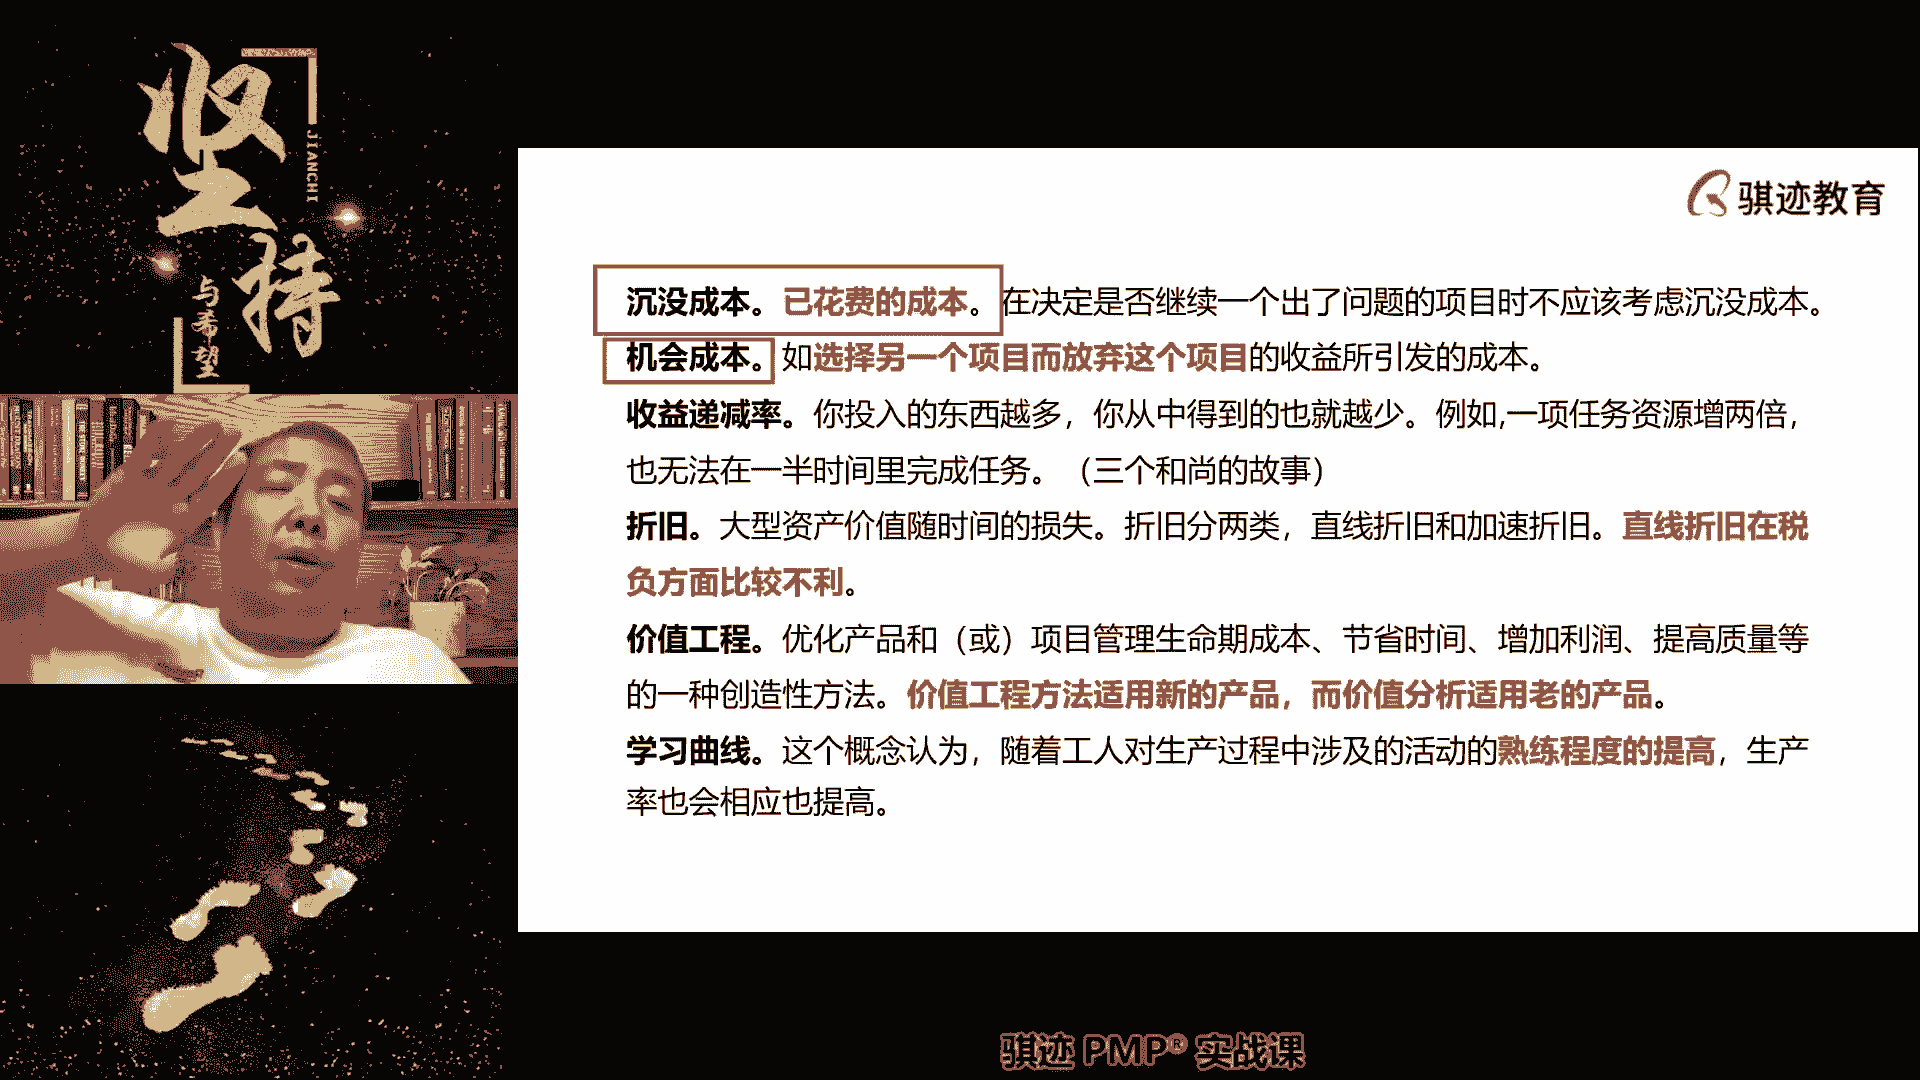 坚持
JIANCHI
与希望
骐迹教育
沉没成本。已花费的成本。在决定是否继续一个出了问题的项目时不应该考虑沉没成本。
机会成本。如选择另一个项目而放弃这个项目的收益所引发的成本。
收益递减率。你投入的东西越多，你从中得到的也就越少。例如,一项任务资源增两倍，
也无法在一半时间里完成任务。（三个和尚的故事）
折旧。大型资产价值随时间的损失。折旧分两类，直线折旧和加速折旧。直线折旧在税
负方面比较不利。
价值工程。优化产品和（或）项目管理生命期成本、节省时间、增加利润、提高质量等
的一种创造性方法。价值工程方法适用新的产品，而价值分析适用老的产品。
学习曲线。这个概念认为，随着工人对生产过程中涉及的活动的熟练程度的提高，生产
率也会相应也提高。
骐迹 PMP® 实战课